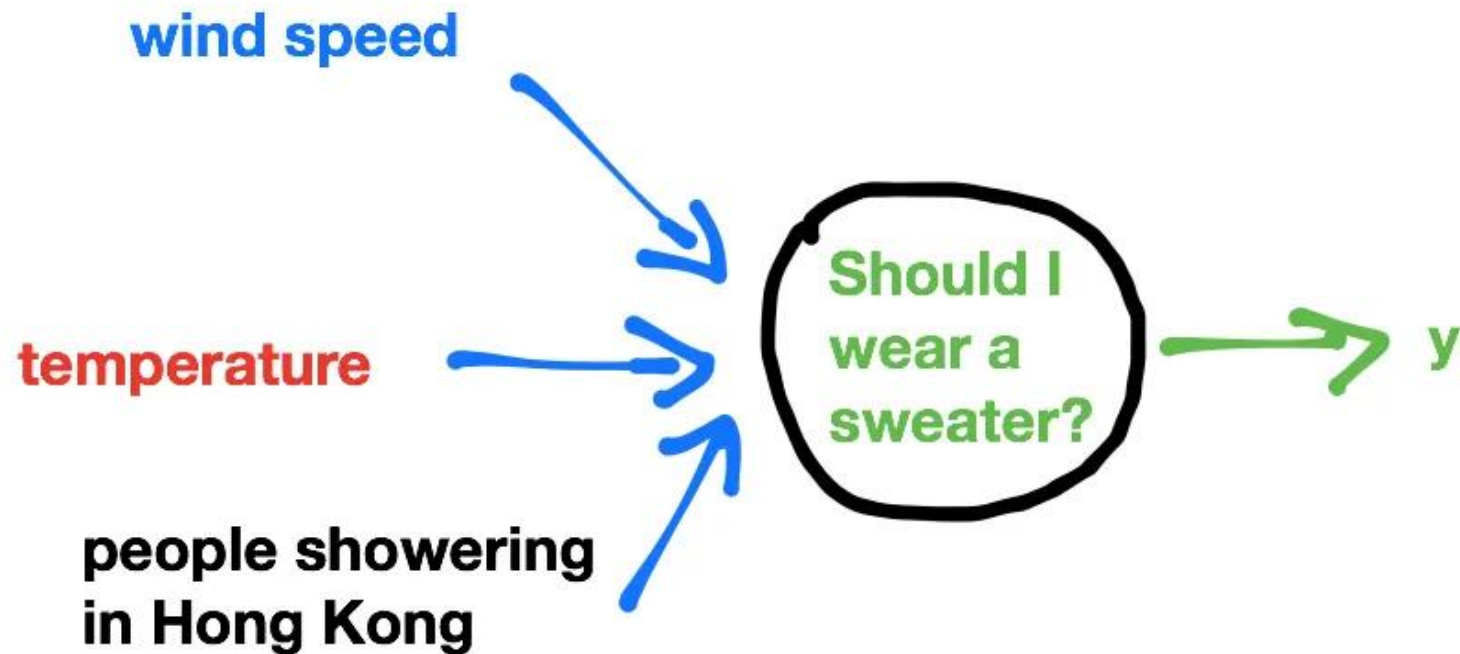 wind speed
temperature
people showering
in Hong Kong
Should I
wear a
sweater?
y